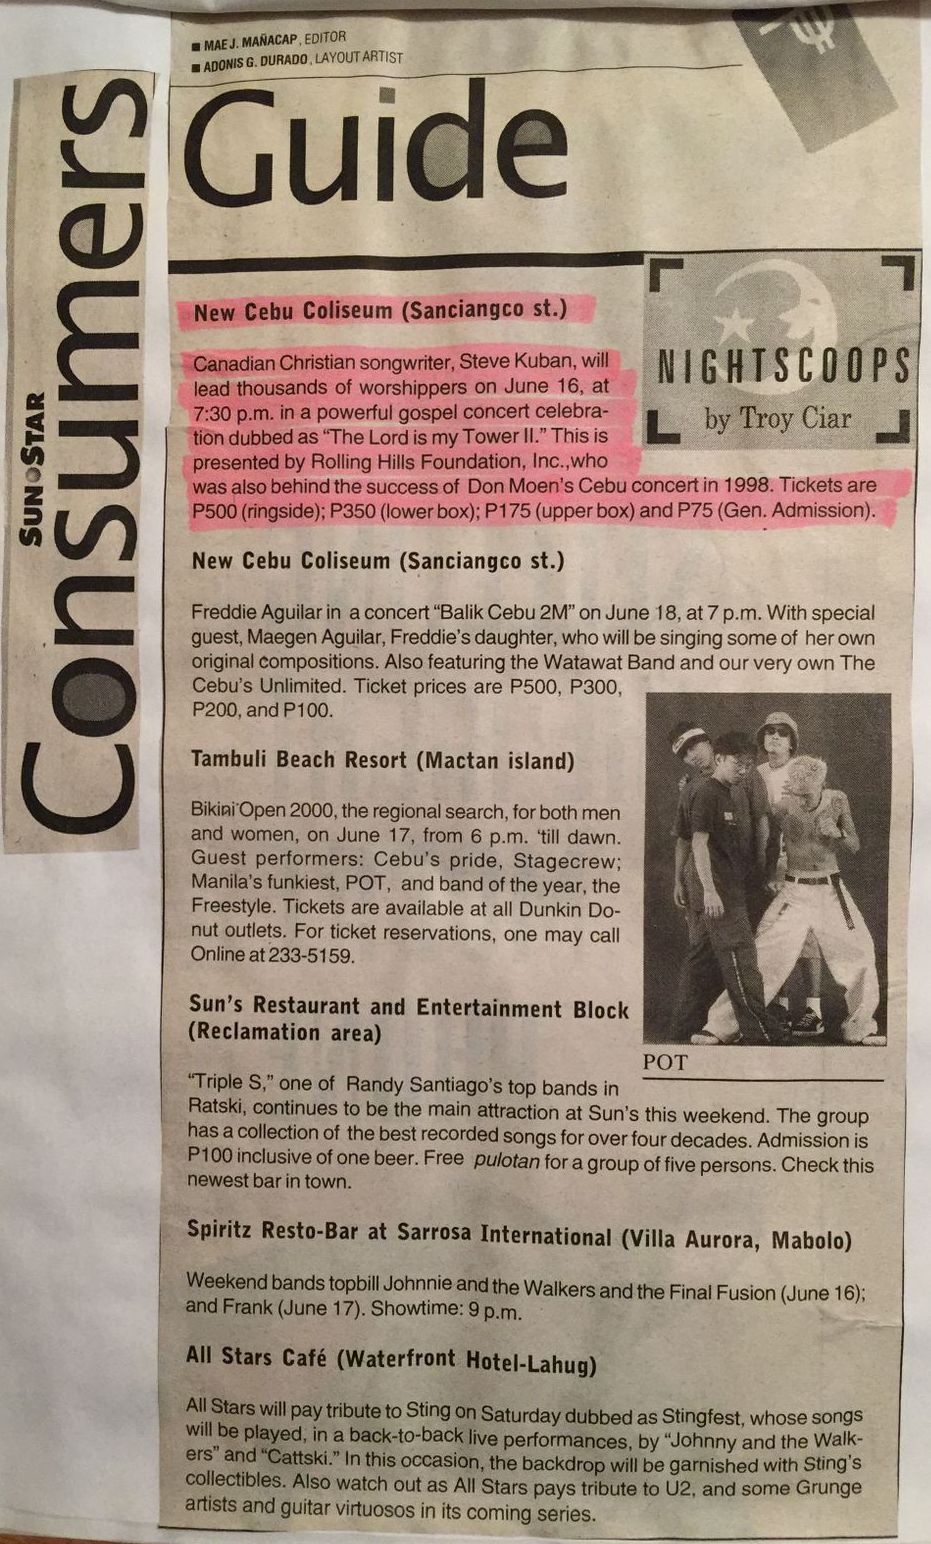 ■ MAE J. MAÑACAP, EDITOR
■ ADONIS G. DURADO, LAYOUT ARTIST
SUN•STAR
Consumers
Guide
NIGHTSCOOPS
by Troy Ciar
New Cebu Coliseum (Sanciangco st.)
Canadian Christian songwriter, Steve Kuban, will
lead thousands of worshippers on June 16, at
7:30 p.m. in a powerful gospel concert celebra-
tion dubbed as “The Lord is my Tower II.” This is
presented by Rolling Hills Foundation, Inc.,who
was also behind the success of Don Moen's Cebu concert in 1998. Tickets are
P500 (ringside); P350 (lower box); P175 (upper box) and P75 (Gen. Admission).
New Cebu Coliseum (Sanciangco st.)
Freddie Aguilar in a concert “Balik Cebu 2M” on June 18, at 7 p.m. With special
guest, Maegen Aguilar, Freddie's daughter, who will be singing some of her own
original compositions. Also featuring the Watawat Band and our very own The
Cebu's Unlimited. Ticket prices are P500, P300,
P200, and P100.
Tambuli Beach Resort (Mactan island)
Bikini Open 2000, the regional search, for both men
and women, on June 17, from 6 p.m. ‘till dawn.
Guest performers: Cebu's pride, Stagecrew;
Manila's funkiest, POT, and band of the year, the
Freestyle. Tickets are available at all Dunkin Do-
nut outlets. For ticket reservations, one may call
Online at 233-5159.
POT
Sun's Restaurant and Entertainment Block
(Reclamation area)
“Triple S,” one of Randy Santiago's top bands in
Ratski, continues to be the main attraction at Sun's this weekend. The group
has a collection of the best recorded songs for over four decades. Admission is
P100 inclusive of one beer. Free pulotan for a group of five persons. Check this
newest bar in town.
Spiritz Resto-Bar at Sarrosa International (Villa Aurora, Mabolo)
Weekend bands topbill Johnnie and the Walkers and the Final Fusion (June 16);
and Frank (June 17). Showtime: 9 p.m.
All Stars Café (Waterfront Hotel-Lahug)
All Stars will pay tribute to Sting on Saturday dubbed as Stingfest, whose songs
will be played, in a back-to-back live performances, by “Johnny and the Walk-
ers” and “Cattski.” In this occasion, the backdrop will be garnished with Sting's
collectibles. Also watch out as All Stars pays tribute to U2, and some Grunge
artists and guitar virtuosos in its coming series.